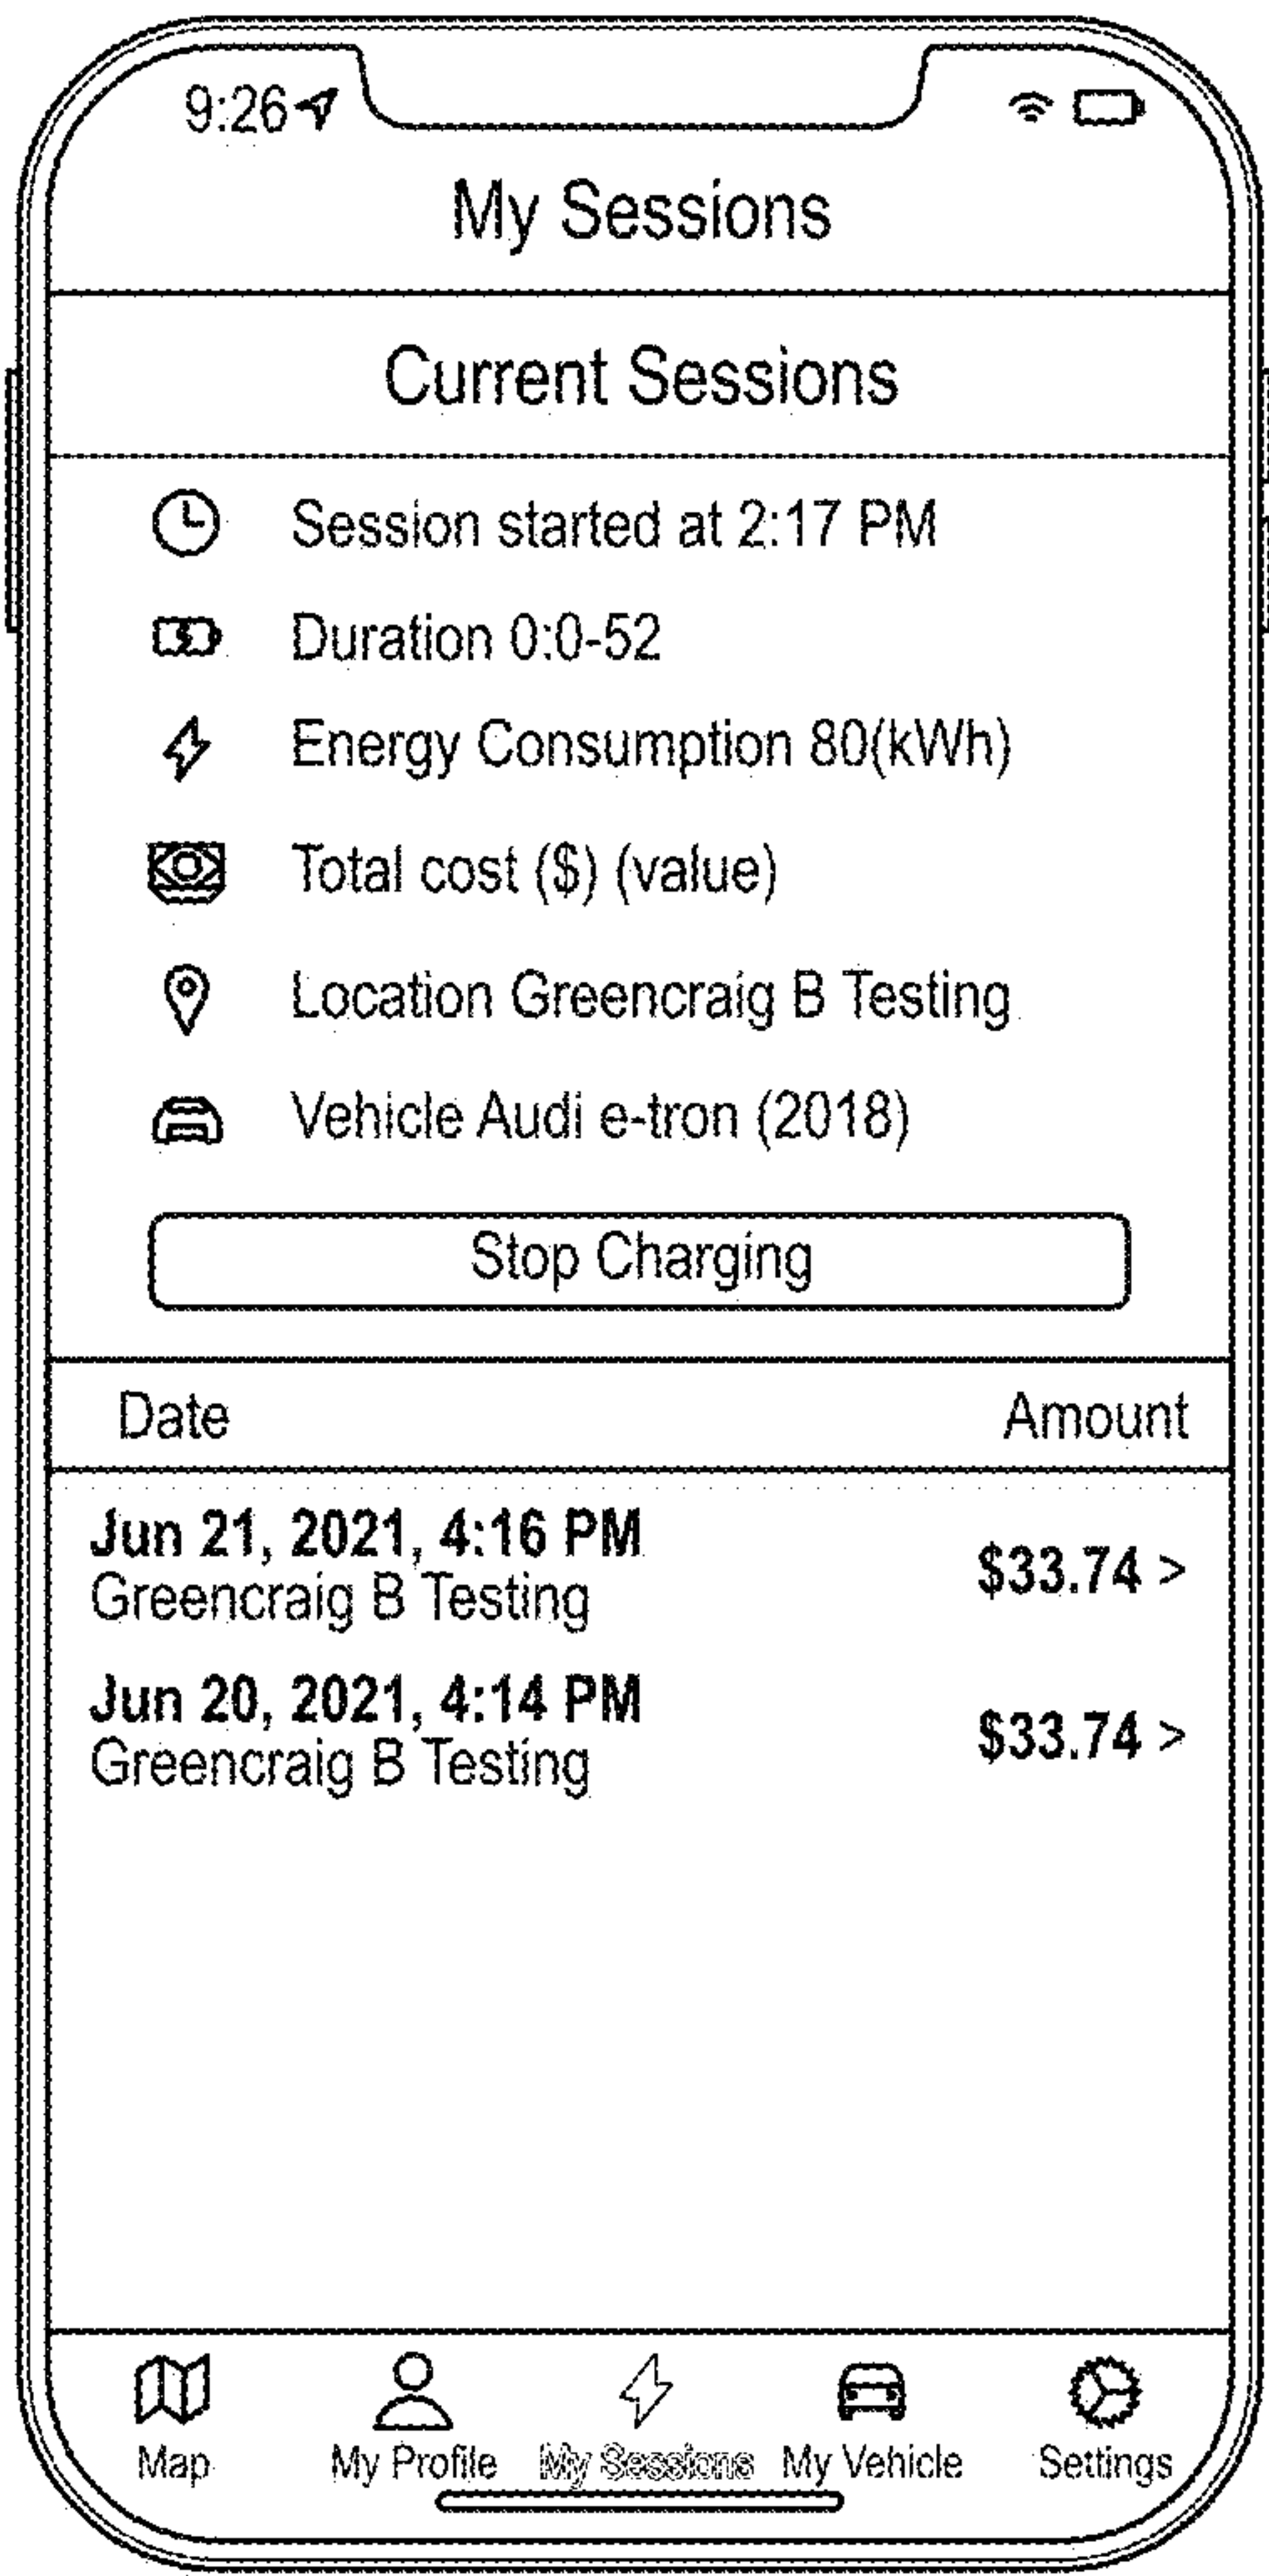 9:26
My Sessions
Current Sessions
Session started at 2:17 PM
Duration 0:0-52
Energy Consumption 80(kWh)
Total cost ($) (value)
Location Greencraig B Testing
Vehicle Audi e-tron (2018)
Stop Charging
Date Amount
Jun 21, 2021, 4:16 PM
Greencraig B Testing
$33.74 >
Jun 20, 2021, 4:14 PM
Greencraig B Testing
$33.74 >
Map My Profile My Sessions My Vehicle Settings